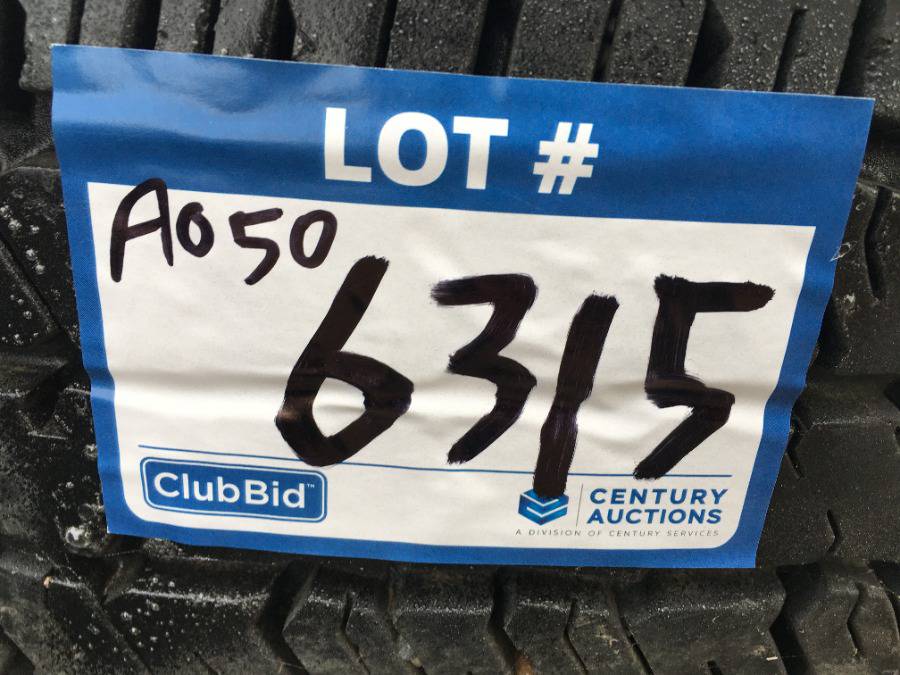 LOT #
A050
6315
ClubBid™
CENTURY
AUCTIONS
A DIVISION OF CENTURY SERVICES